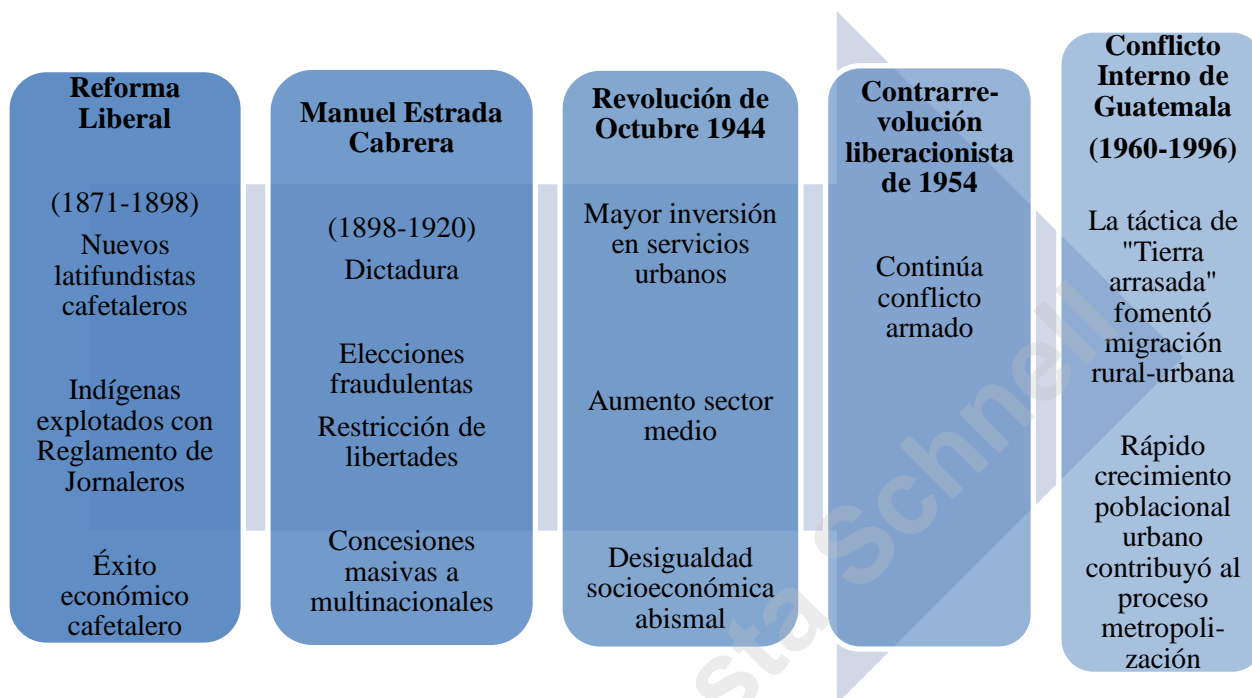 Reforma
Liberal
(1871-1898)
Nuevos
latifundistas
cafetaleros
Indígenas
explotados con
Reglamento de
Jornaleros
Éxito
económico
cafetalero
Manuel Estrada
Cabrera
(1898-1920)
Dictadura
Elecciones
fraudulentas
Restricción de
libertades
Concesiones
masivas a
multinacionales
Revolución de
Octubre 1944
Mayor inversión
en servicios
urbanos
Aumento sector
medio
Desigualdad
socioeconómica
abismal
Contrarre-
volución
liberacionista
de 1954
Continúa
conflicto
armado
Conflicto
Interno de
Guatemala
(1960-1996)
La táctica de
"Tierra
arrasada"
fomentó
migración
rural-urbana
Rápido
crecimiento
poblacional
urbano
contribuyó al
proceso
metropoli-
zación
sta Schnell